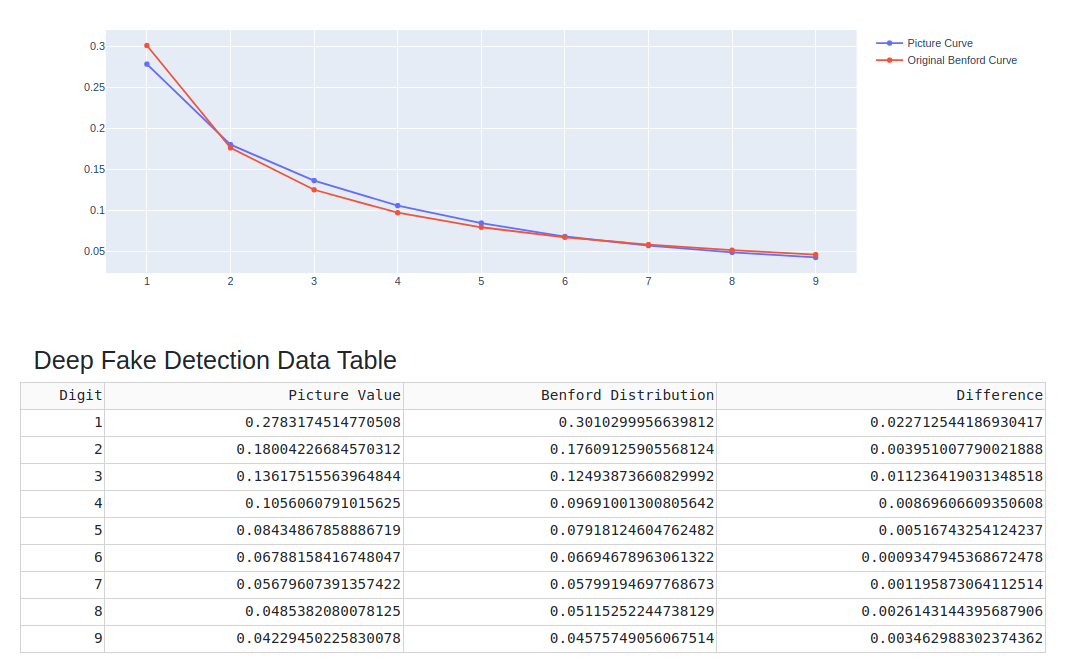 0.3
0.25
0.2
0.15
0.1
0.05
1 2 3 4 5 6 7 8 9
Picture Curve
Original Benford Curve
Deep Fake Detection Data Table
Digit Picture Value Benford Distribution Difference
1 0.2783174514770508 0.3010299956639812 0.022712544186930417
2 0.18004226684570312 0.17609125905568124 0.003951007790021888
3 0.13617515563964844 0.12493873660829992 0.011236419031348518
4 0.1056060791015625 0.09691001300805642 0.00869606609350608
5 0.08434867858886719 0.07918124604762482 0.00516743254124237
6 0.06788158416748047 0.06694678963061322 0.0009347945368672478
7 0.05679607391357422 0.05799194697768673 0.001195873064112514
8 0.0485382080078125 0.05115252244738129 0.0026143144395687906
9 0.04229450225830078 0.04575749056067514 0.003462988302374362